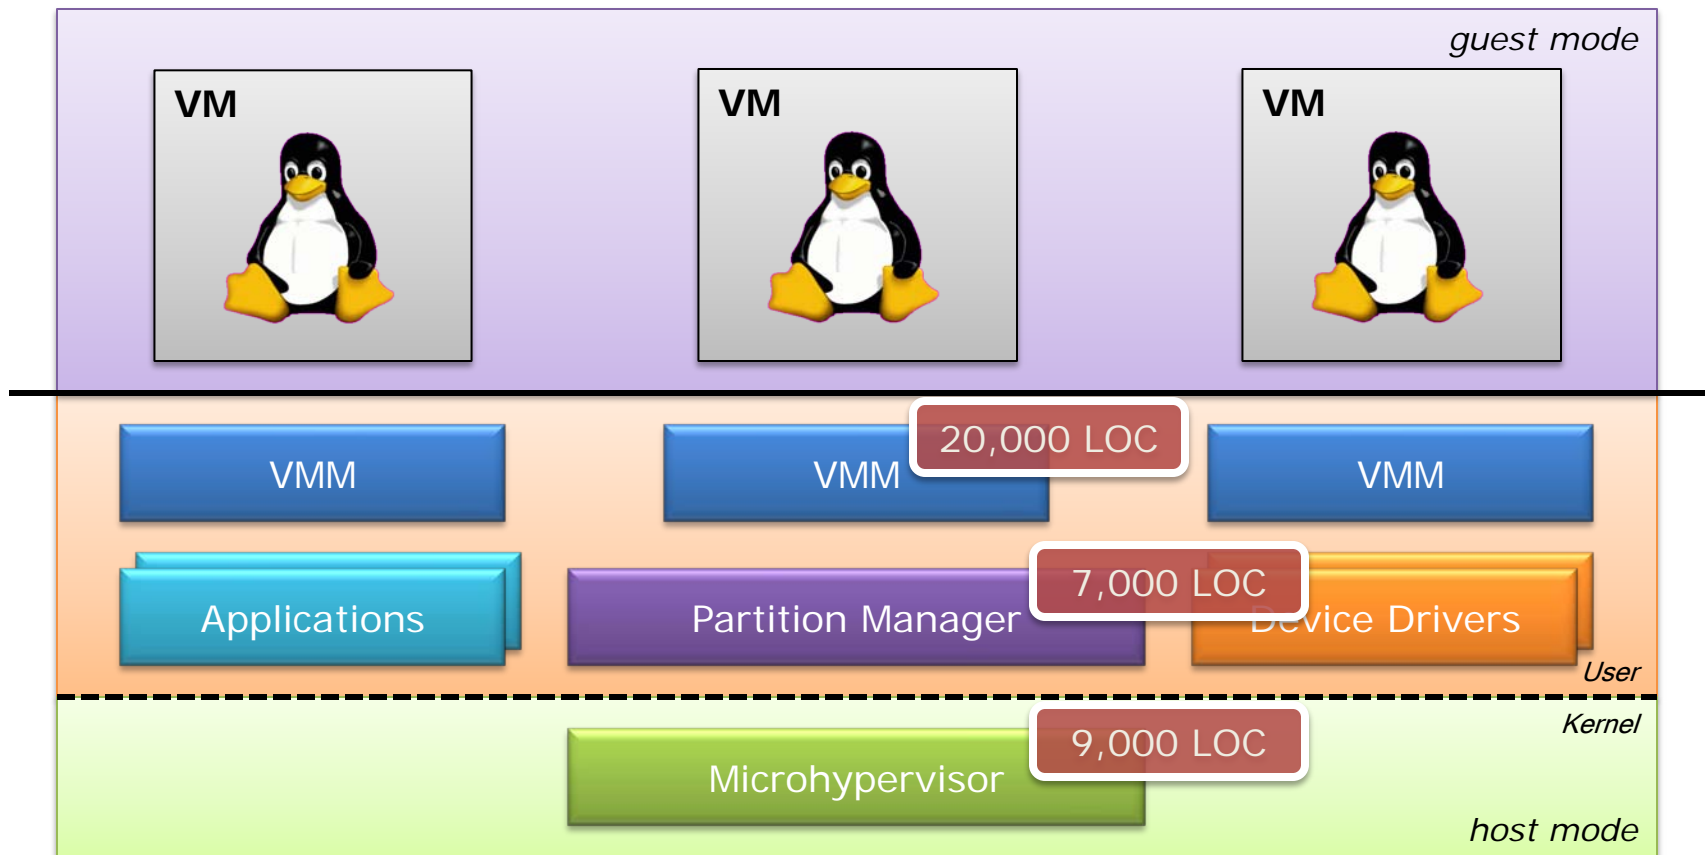 guest mode
VM
VM
VM
20,000 LOC
VMM
VMM
VMM
7,000 LOC
Applications
Partition Manager
Device Drivers
User
Kernel
9,000 LOC
Microhypervisor
host mode